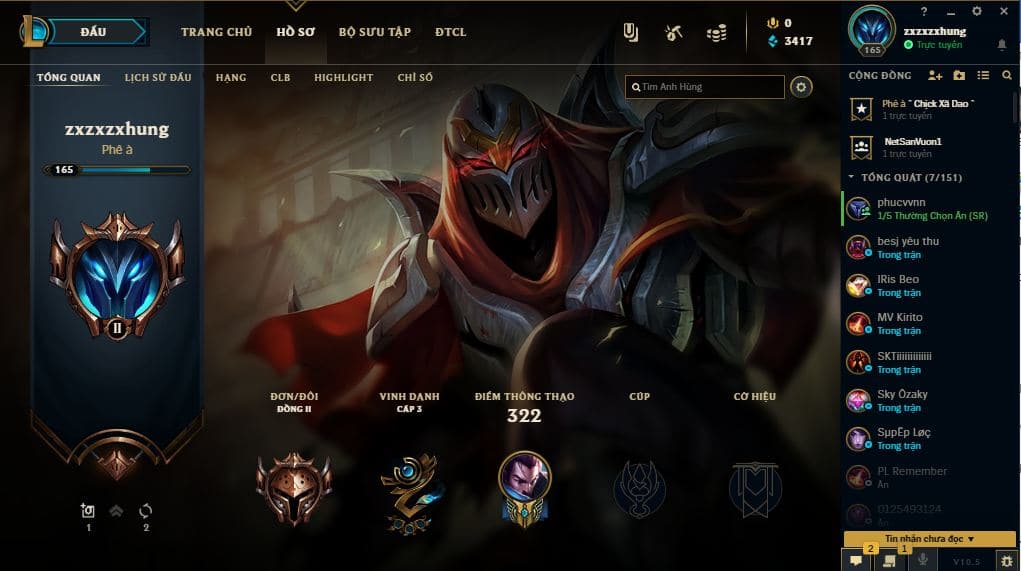 ĐẤU
TRANG CHỦ
HỒ SƠ
BỘ SƯU TẬP
ĐTCL
0
3417
zxzxzxhung
Trực tuyến
165
TỔNG QUAN
LỊCH SỬ ĐẤU
HẠNG
CLB
HIGHLIGHT
CHỈ SỐ
Tìm Anh Hùng
CỘNG ĐỒNG
zxzxzxhung
Phê à
165
II
Phê à ˆ Chịck Xã Dao ˆ
1 trực tuyến
NetSanVuon1
1 trực tuyến
TỔNG QUÁT (7/151)
phucvvnn
1/5 Thường Chọn Ẩn (SR)
besj yêu thu
Trong trận
IRis Beo
Trong trận
MV Kirito
Trong trận
SKTiiiiiiiiiiiii
Trong trận
Sky Ôzaky
Trong trận
SµpËp Løç
Trong trận
PL Remember
Ẩn
0125493124
Ẩn
ĐƠN/ĐÔI
ĐỒNG II
VINH DANH
CẤP 3
ĐIỂM THÔNG THẠO
322
CÚP
CỜ HIỆU
1
2
Tin nhắn chưa đọc
2
1
V10.5